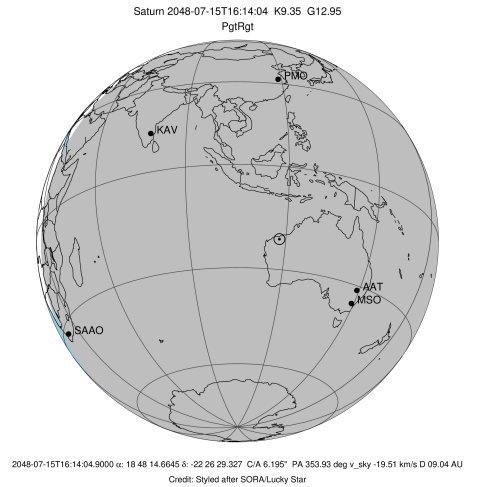 Saturn 2048-07-15T16:14:04 K9.35 G12.95
PgtRgt
PMO
KAV
AAT
MSO
SAAO
2048-07-15T16:14:04.9000 α: 18 48 14.6645 δ: -22 26 29.327 C/A 6.195" PA 353.93 deg v_sky -19.51 km/s D 09.04 AU
Credit: Styled after SORA/Lucky Star